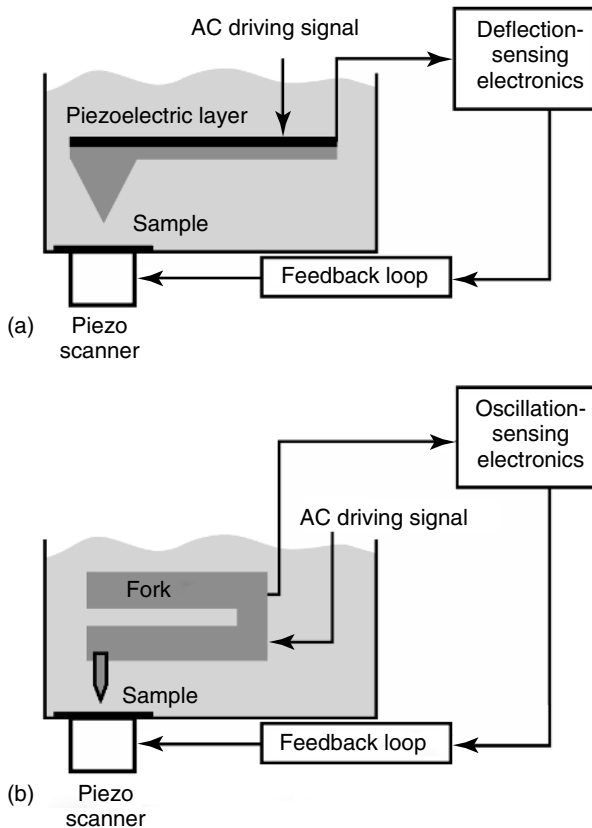 AC driving signal
Deflection-
sensing
electronics
Piezoelectric layer
Sample
Feedback loop
(a)
Piezo
scanner
Oscillation-
sensing
electronics
AC driving signal
Fork
Sample
Feedback loop
(b)
Piezo
scanner